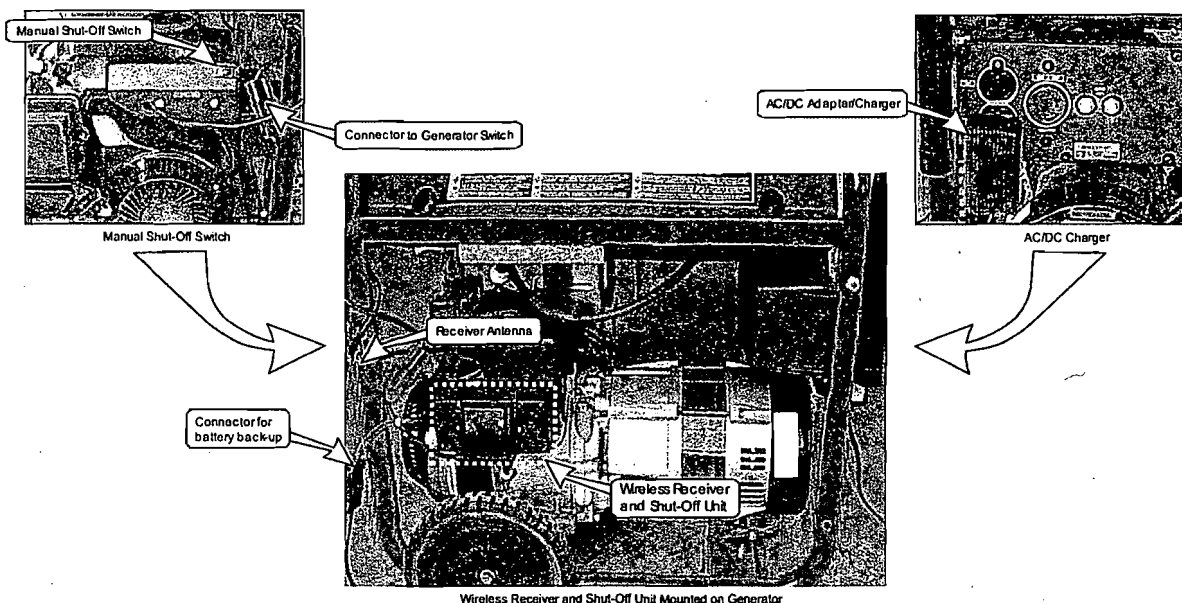 Manual Shut-Off Switch
Connector to Generator Switch
Manual Shut-Off Switch
AC/DC Adapter/Charger
AC/DC Charger
Receiver Antenna
Connector for
battery back-up
Wireless Receiver
and Shut-Off Unit
Wireless Receiver and Shut-Off Unit Mounted on Generator